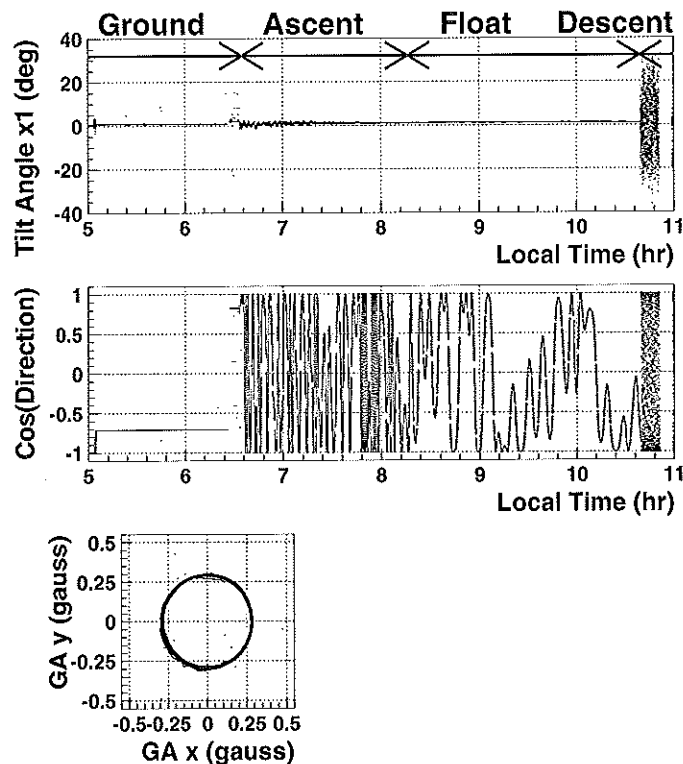 Ground Ascent Float Descent
Tilt Angle x1 (deg)
40
20
0
-20
-40
5 6 7 8 9 10 11
Local Time (hr)
Cos(Direction)
1
0.5
0
-0.5
-1
5 6 7 8 9 10 11
Local Time (hr)
GA y (gauss)
0.5
0.25
0
-0.25
-0.5
-0.5 -0.25 0 0.25 0.5
GA x (gauss)